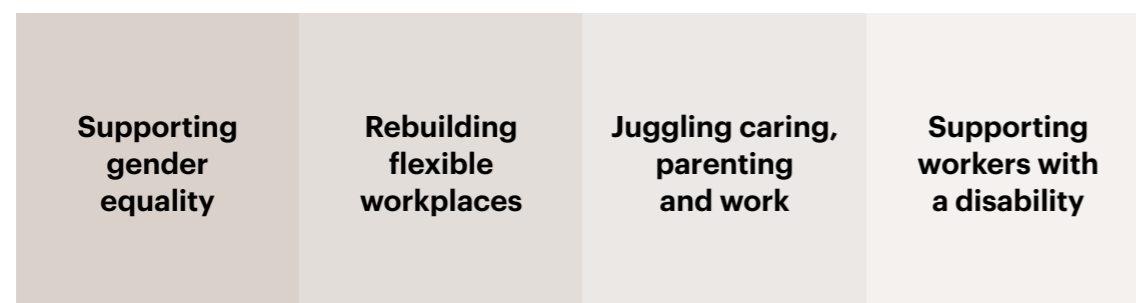 Supporting
gender
equality
Rebuilding
flexible
workplaces
Juggling caring,
parenting
and work
Supporting
workers with
a disability